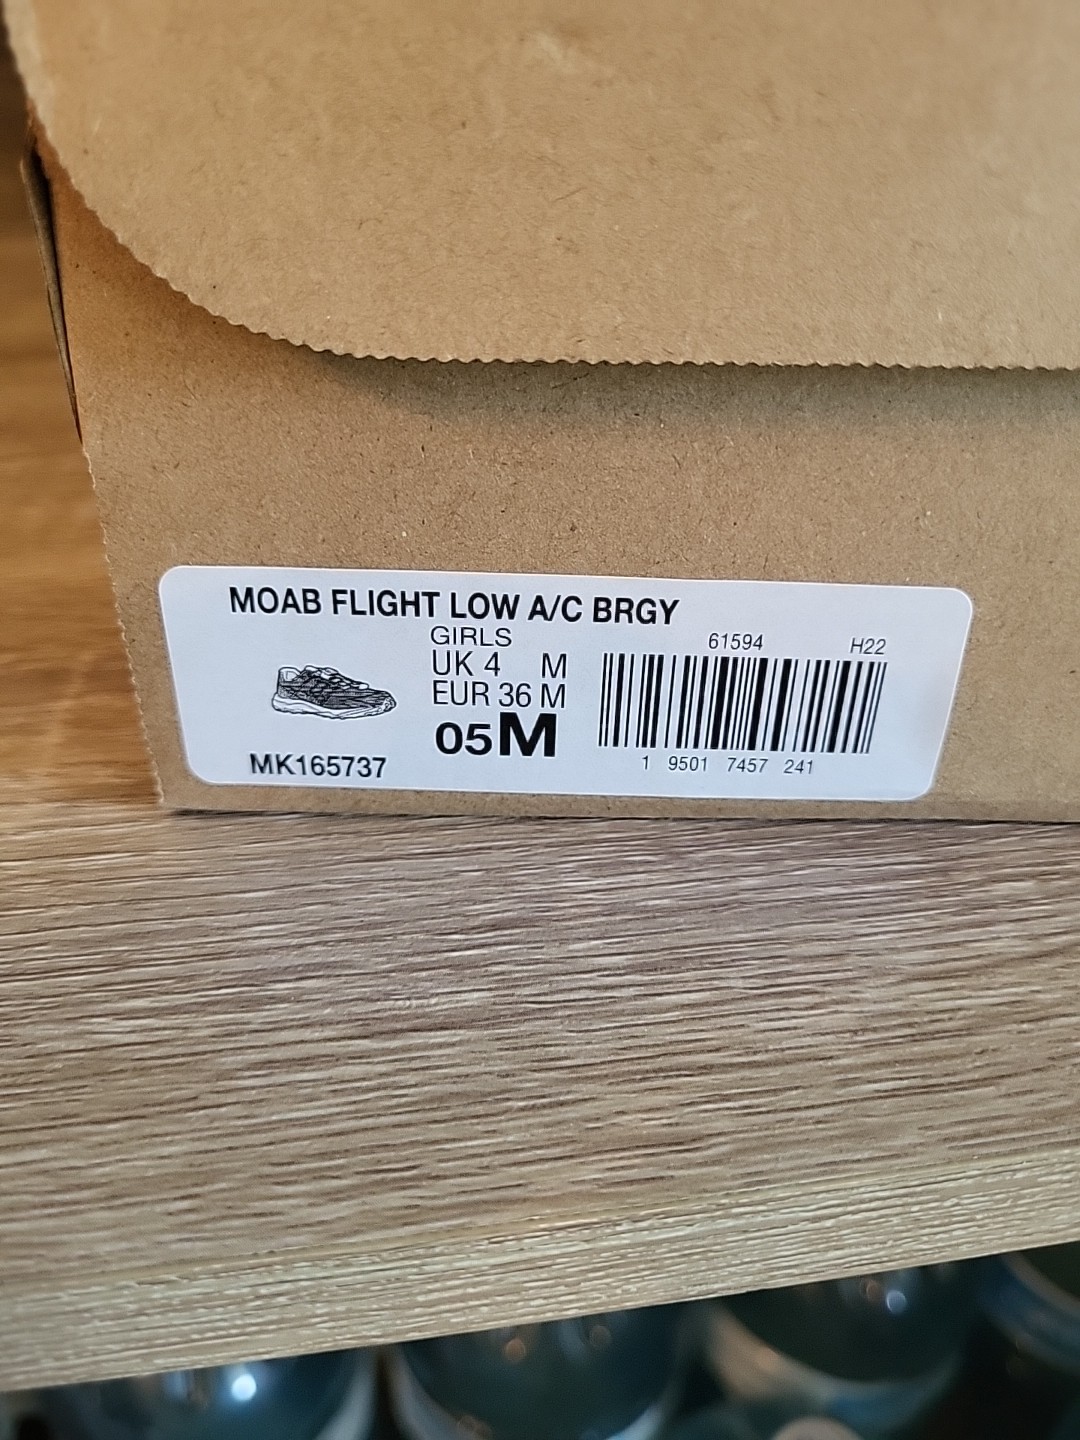 MOAB FLIGHT LOW A/C BRGY
GIRLS
UK 4 M
EUR 36 M
05M
MK165737
61594 H22
1 9501 7457 241